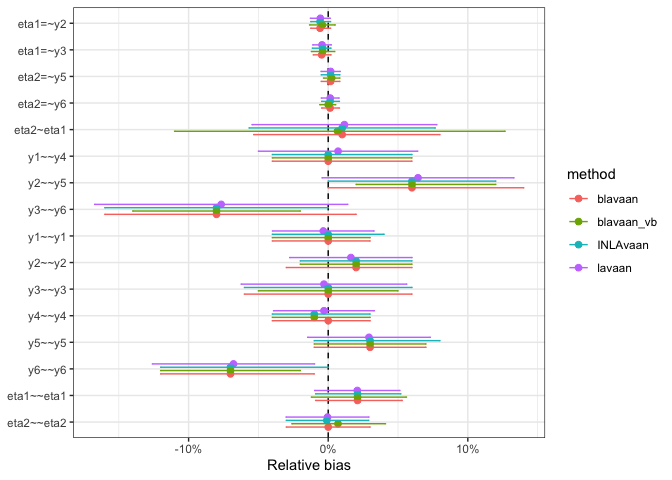 eta1=~y2
eta1=~y3
eta2=~y5
eta2=~y6
eta2~eta1
y1~~y4
y2~~y5
y3~~y6
y1~~y1
y2~~y2
y3~~y3
y4~~y4
y5~~y5
y6~~y6
eta1~~eta1
eta2~~eta2
-10%
0%
10%
Relative bias
method
blavaan
blavaan_vb
INLAvaan
lavaan